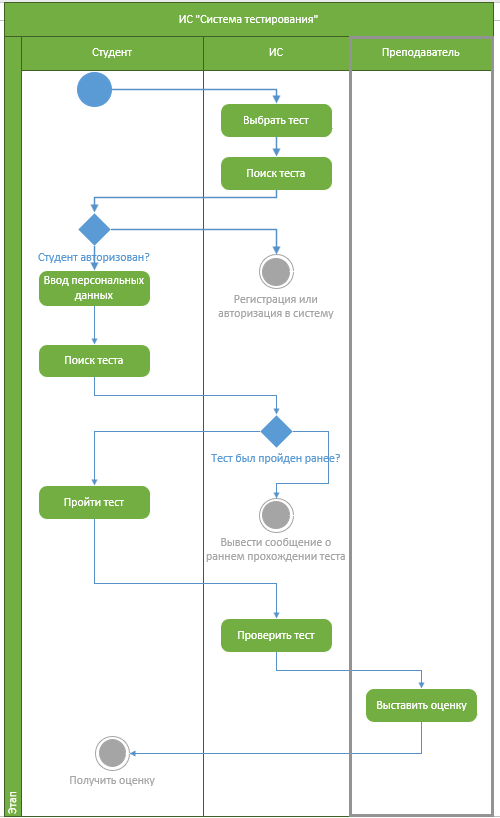 ИС "Система тестирования"
Студент
ИС
Преподаватель
Выбрать тест
Поиск теста
Студент авторизован?
Ввод персональных
данных
Регистрация или
авторизация в систему
Поиск теста
Тест был пройден ранее?
Пройти тест
Вывести сообщение о
раннем прохождении теста
Проверить тест
Выставить оценку
Получить оценку
Этап